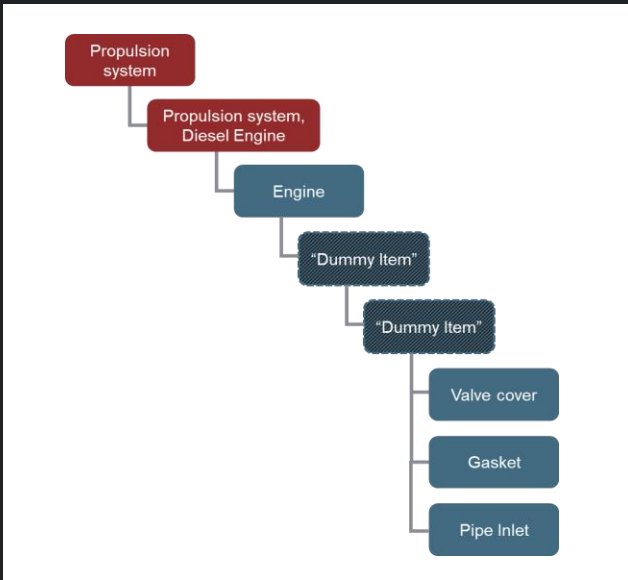 Propulsion
system
Propulsion system,
Diesel Engine
Engine
“Dummy Item”
“Dummy Item”
Valve cover
Gasket
Pipe Inlet